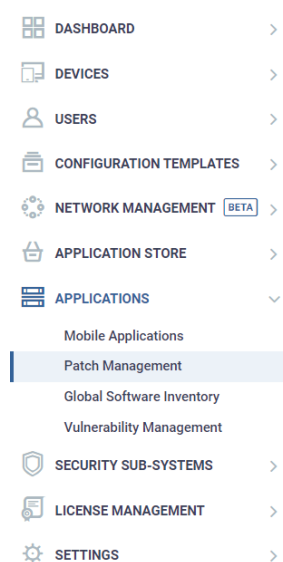 DASHBOARD
DEVICES
USERS
CONFIGURATION TEMPLATES
NETWORK MANAGEMENT BETA
APPLICATION STORE
APPLICATIONS
Mobile Applications
Patch Management
Global Software Inventory
Vulnerability Management
SECURITY SUB-SYSTEMS
LICENSE MANAGEMENT
SETTINGS